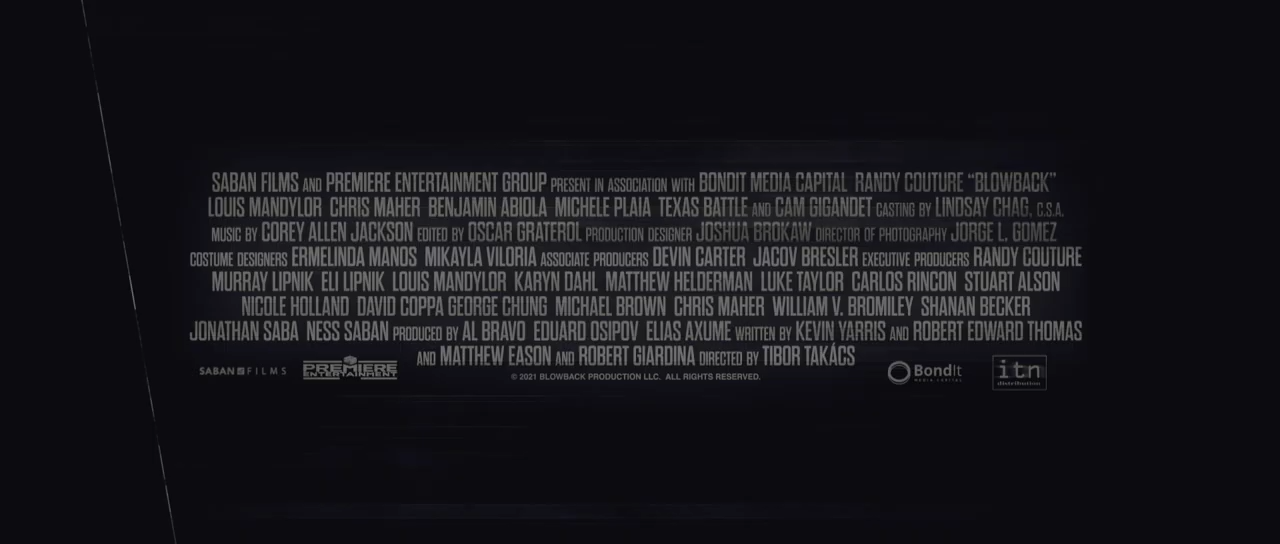 SABAN FILMS AND PREMIERE ENTERTAINMENT GROUP PRESENT IN ASSOCIATION WITH BONDIT MEDIA CAPITAL RANDY COUTURE “BLOWBACK”
LOUIS MANDYLOR CHRIS MAHER BENJAMIN ABIOLA MICHELE PLAIA TEXAS BATTLE AND CAM GIGANDET CASTING BY LINDSAY CHAG, C.S.A.
MUSIC BY COREY ALLEN JACKSON EDITED BY OSCAR GRATEROL PRODUCTION DESIGNER JOSHUA BROKAW DIRECTOR OF PHOTOGRAPHY JORGE L. GOMEZ
COSTUME DESIGNERS ERMELINDA MANOS MIKAYLA VILORIA ASSOCIATE PRODUCERS DEVIN CARTER JACOV BRESLER EXECUTIVE PRODUCERS RANDY COUTURE
MURRAY LIPNIK ELI LIPNIK LOUIS MANDYLOR KARYN DAHL MATTHEW HELDERMAN LUKE TAYLOR CARLOS RINCON STUART ALSON
NICOLE HOLLAND DAVID COPPA GEORGE CHUNG MICHAEL BROWN CHRIS MAHER WILLIAM V. BROMILEY SHANAN BECKER
JONATHAN SABA NESS SABAN PRODUCED BY AL BRAVO EDUARD OSIPOV ELIAS AXUME WRITTEN BY KEVIN YARRIS AND ROBERT EDWARD THOMAS
AND MATTHEW EASON AND ROBERT GIARDINA DIRECTED BY TIBOR TAKÁCS
SABAN FILMS
PREMIERE
ENTERTAINMENT
© 2021 BLOWBACK PRODUCTION LLC. ALL RIGHTS RESERVED.
BondIt
MEDIA CAPITAL
itn
distribution